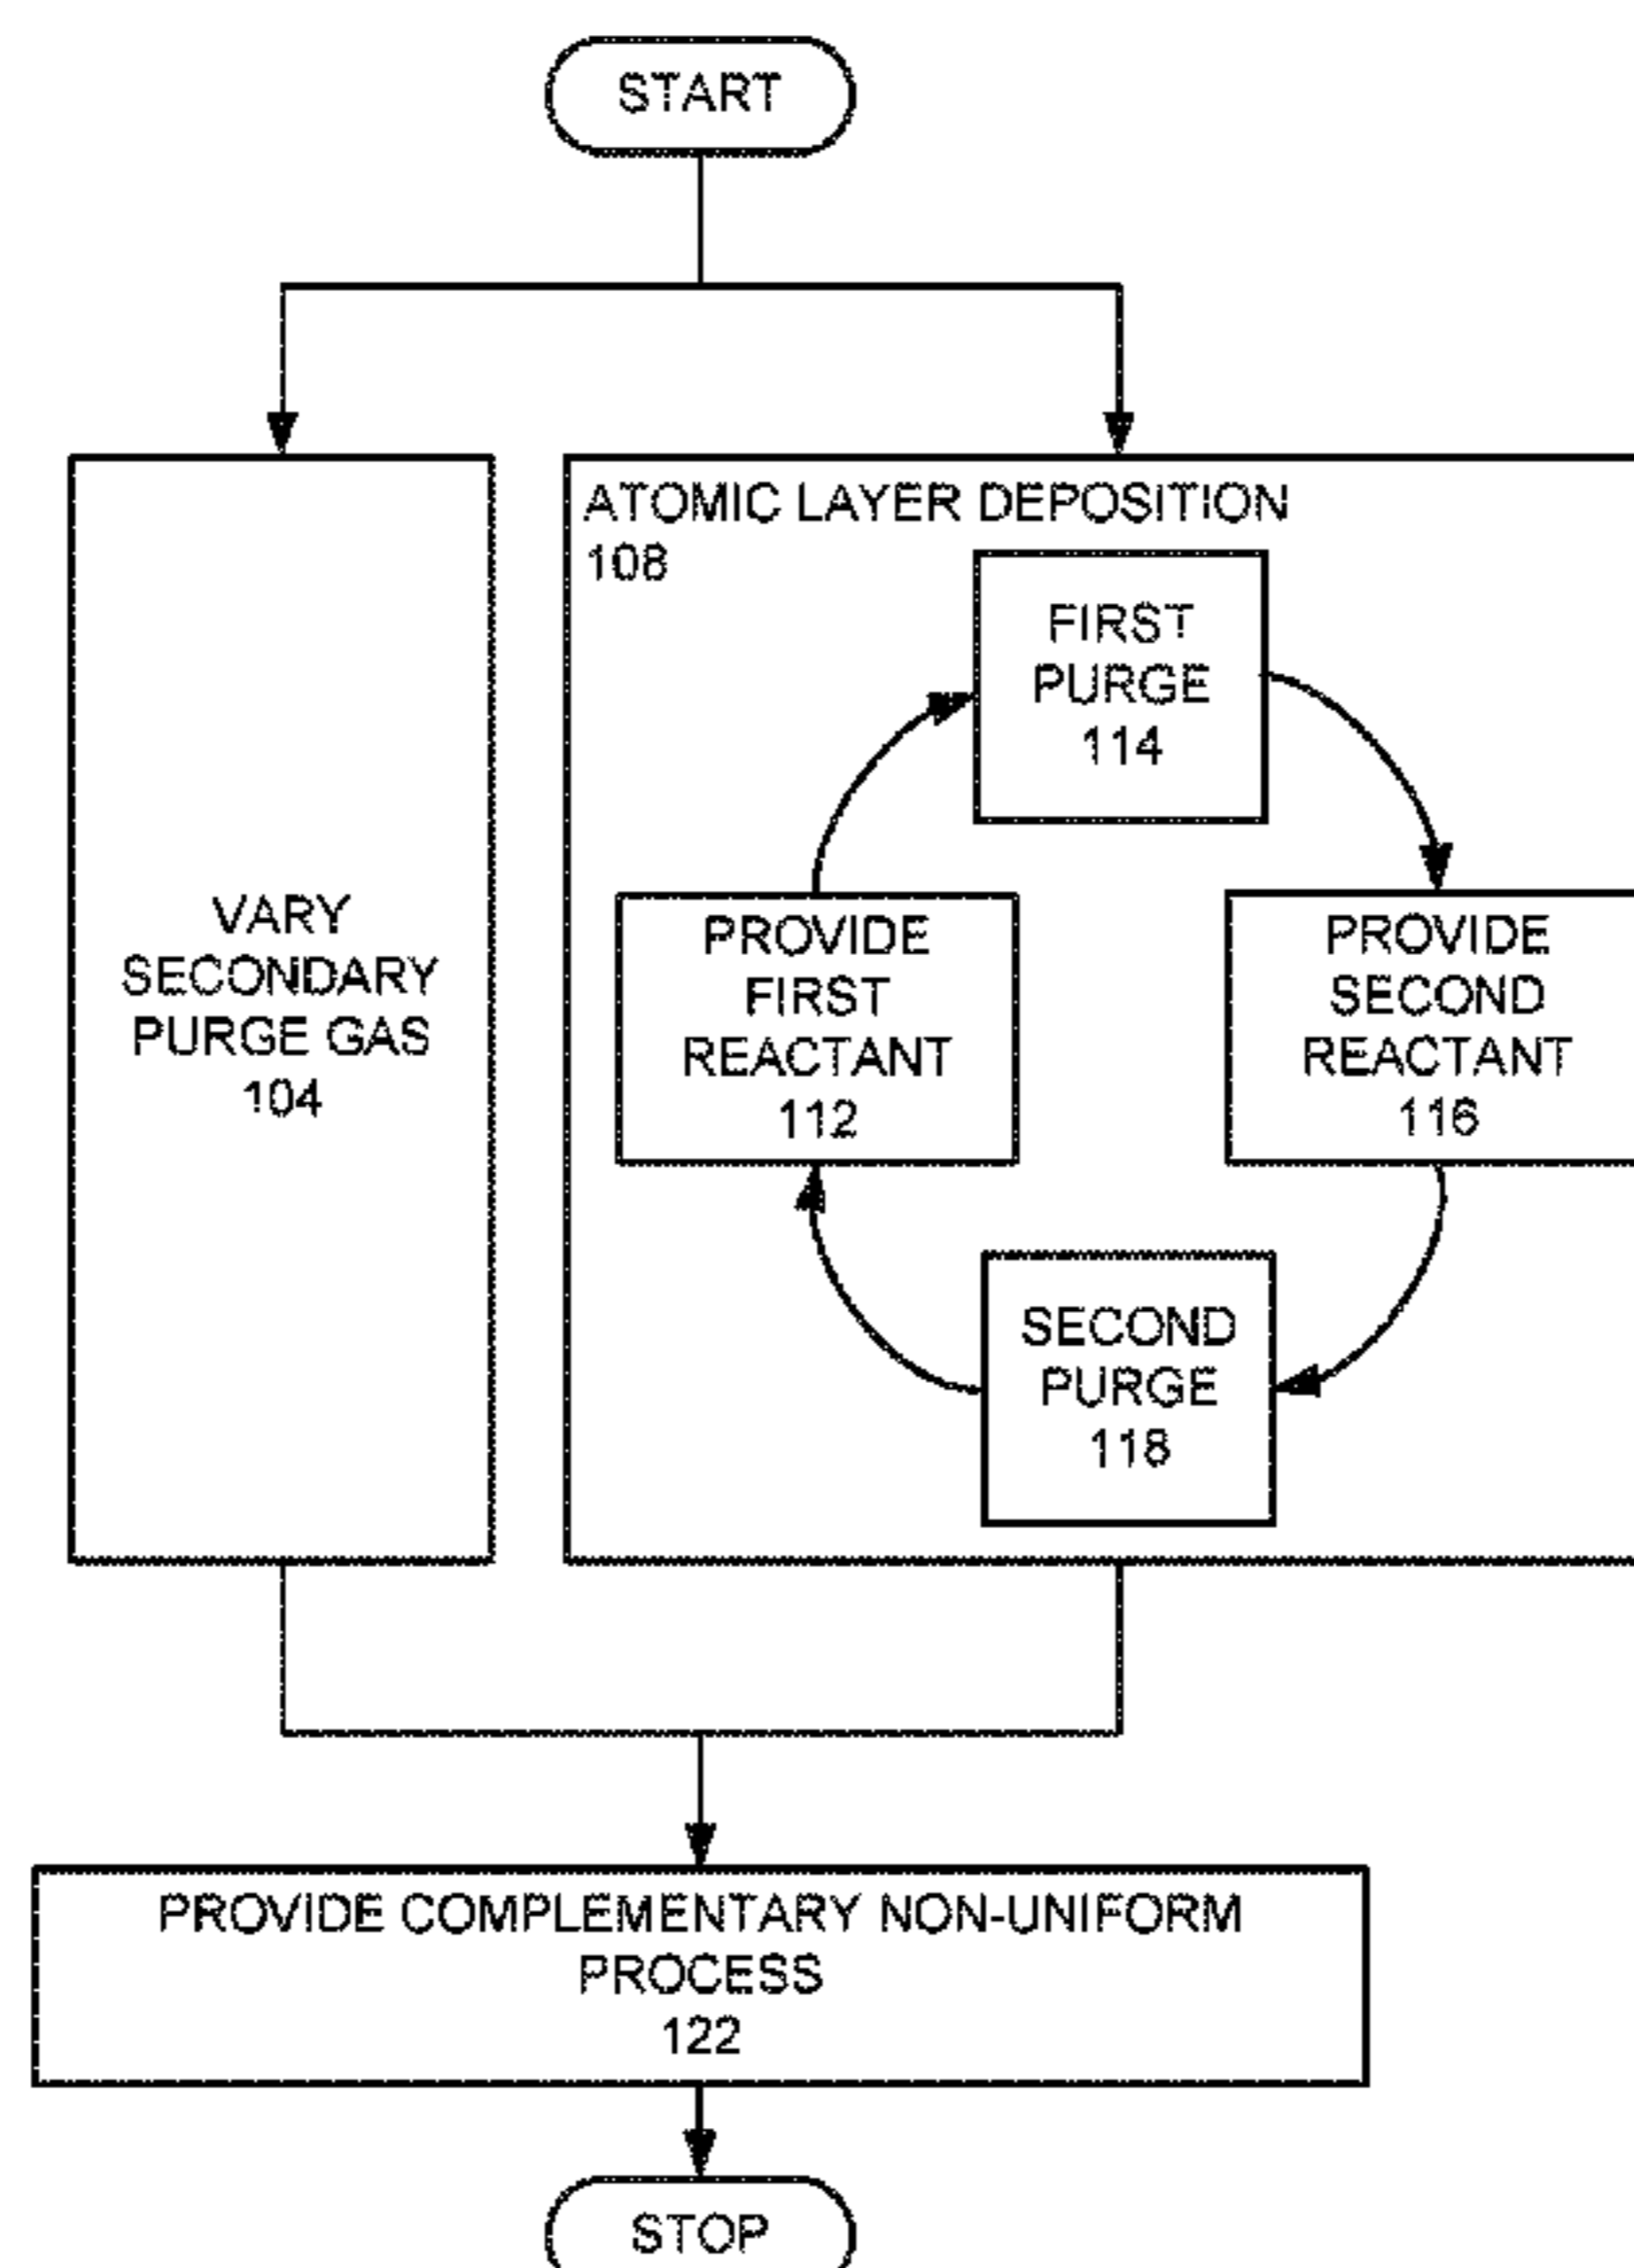 START
VARY
SECONDARY
PURGE GAS
104
ATOMIC LAYER DEPOSITION
108
FIRST
PURGE
114
PROVIDE
FIRST
REACTANT
112
PROVIDE
SECOND
REACTANT
116
SECOND
PURGE
118
PROVIDE COMPLEMENTARY NON-UNIFORM
PROCESS
122
STOP